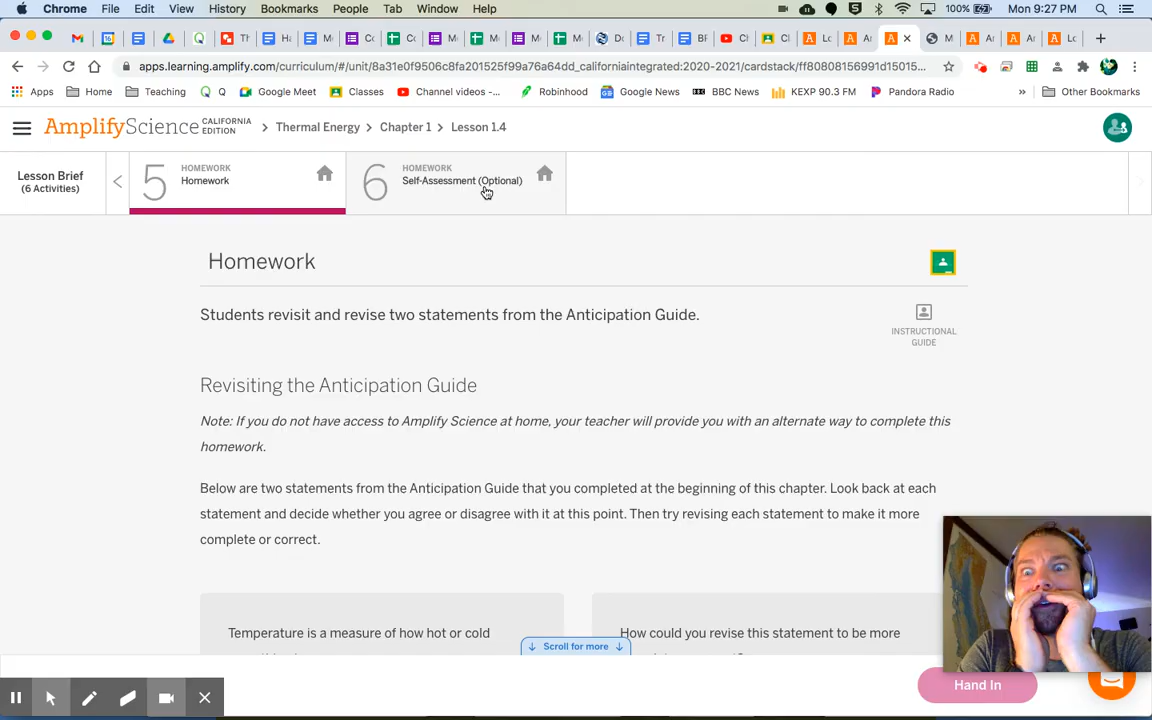 Chrome File Edit View History Bookmarks People Tab Window Help 100% Mon 9:27 PM
apps.learning.amplify.com/curriculum/#/unit/8a31e0f9506c8fa201525f99a76a64dd_californiaintegrated:2020-2021/cardstack/ff80808156991d15015...
Apps Home Teaching Q Google Meet Classes Channel videos -... Robinhood Google News BBC News KEXP 90.3 FM Pandora Radio » Other Bookmarks
AmplifyScience CALIFORNIA EDITION > Thermal Energy > Chapter 1 > Lesson 1.4
Lesson Brief
(6 Activities)
5 HOMEWORK
Homework
6 HOMEWORK
Self-Assessment (Optional)
Homework
Students revisit and revise two statements from the Anticipation Guide.
INSTRUCTIONAL
GUIDE
Revisiting the Anticipation Guide
Note: If you do not have access to Amplify Science at home, your teacher will provide you with an alternate way to complete this
homework.
Below are two statements from the Anticipation Guide that you completed at the beginning of this chapter. Look back at each
statement and decide whether you agree or disagree with it at this point. Then try revising each statement to make it more
complete or correct.
Temperature is a measure of how hot or cold
How could you revise this statement to be more
Scroll for more
Hand In